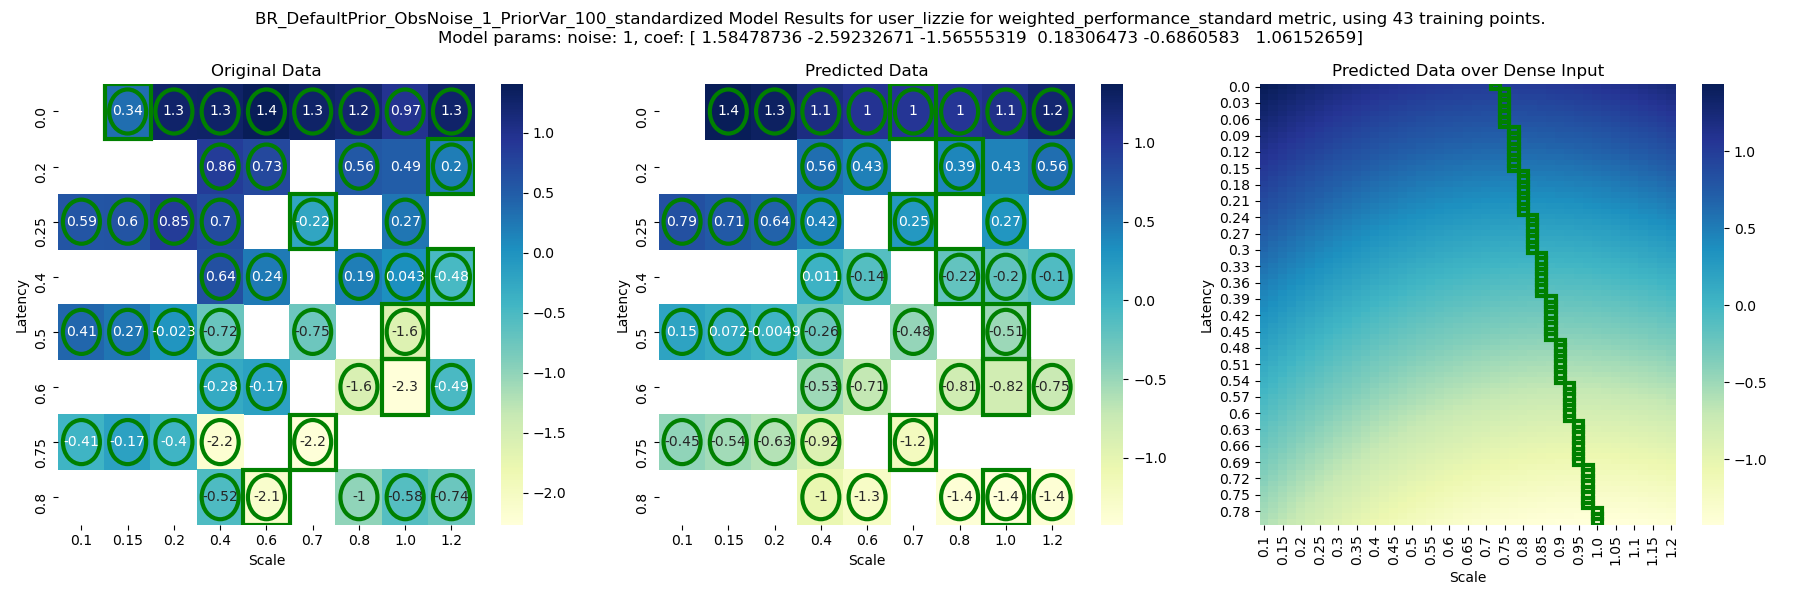 BR_DefaultPrior_ObsNoise_1_PriorVar_100_standardized Model Results for user_lizzie for weighted_performance_standard metric, using 43 training points.
Model params: noise: 1, coef: [ 1.58478736 -2.59232671 -1.56555319  0.18306473 -0.6860583   1.06152659]
Original Data
Latency
0.0 0.34 1.3 1.3 1.4 1.3 1.2 0.97 1.3
0.2 0.86 0.73 0.56 0.49 0.2
0.25 0.59 0.6 0.85 0.7 -0.22 0.27
0.4 0.64 0.24 0.19 0.043 -0.48
0.5 0.41 0.27 -0.023 -0.72 -0.75 -1.6
0.6 -0.28 -0.17 -1.6 -2.3 -0.49
0.75 -0.41 -0.17 -0.4 -2.2 -2.2
0.8 -0.52 -2.1 -1 -0.58 -0.74
0.1 0.15 0.2 0.4 0.6 0.7 0.8 1.0 1.2
Scale
1.0
0.5
0.0
−0.5
−1.0
−1.5
−2.0
Predicted Data
Latency
1.4 1.3 1.1 1 1 1 1.1 1.2
0.56 0.43 0.39 0.43 0.56
0.79 0.71 0.64 0.42 0.25 0.27
0.011 -0.14 -0.22 -0.2 -0.1
0.15 0.072 -0.0049 -0.26 -0.48 -0.51
-0.53 -0.71 -0.81 -0.82 -0.75
-0.45 -0.54 -0.63 -0.92 -1.2
-1 -1.3 -1.4 -1.4 -1.4
0.1 0.15 0.2 0.4 0.6 0.7 0.8 1.0 1.2
Scale
1.0
0.5
0.0
−0.5
−1.0
Predicted Data over Dense Input
Latency
0.0
0.03
0.06
0.09
0.12
0.15
0.18
0.21
0.24
0.27
0.3
0.33
0.36
0.39
0.42
0.45
0.48
0.51
0.54
0.57
0.6
0.63
0.66
0.69
0.72
0.75
0.78
0.1 0.15 0.2 0.25 0.3 0.35 0.4 0.45 0.5 0.55 0.6 0.65 0.7 0.75 0.8 0.85 0.9 0.95 1.0 1.05 1.1 1.15 1.2
Scale
1.0
0.5
0.0
−0.5
−1.0